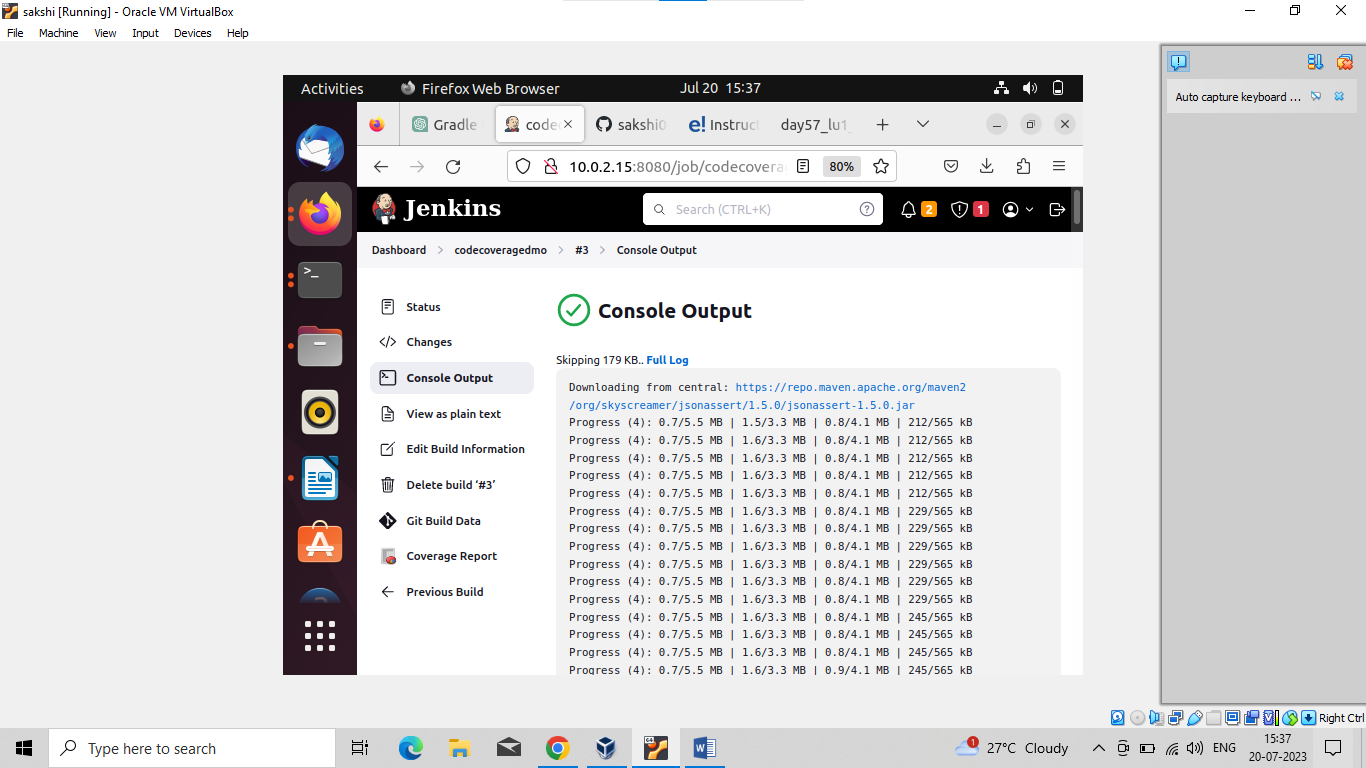 sakshi [Running] - Oracle VM VirtualBox
File Machine View Input Devices Help
Auto capture keyboard ...
Activities Firefox Web Browser Jul 20 15:37
Gradle code sakshi0 e! Instruct day57_lu1_
10.0.2.15:8080/job/codecovera 80%
Jenkins Search (CTRL+K) 2 1
Dashboard codecoveragedmo #3 Console Output
Status
Changes
Console Output
View as plain text
Edit Build Information
Delete build ‘#3’
Git Build Data
Coverage Report
Previous Build
Console Output
Skipping 179 KB.. Full Log
Downloading from central: https://repo.maven.apache.org/maven2
/org/skyscreamer/jsonassert/1.5.0/jsonassert-1.5.0.jar
Progress (4): 0.7/5.5 MB | 1.5/3.3 MB | 0.8/4.1 MB | 212/565 kB
Progress (4): 0.7/5.5 MB | 1.6/3.3 MB | 0.8/4.1 MB | 212/565 kB
Progress (4): 0.7/5.5 MB | 1.6/3.3 MB | 0.8/4.1 MB | 212/565 kB
Progress (4): 0.7/5.5 MB | 1.6/3.3 MB | 0.8/4.1 MB | 212/565 kB
Progress (4): 0.7/5.5 MB | 1.6/3.3 MB | 0.8/4.1 MB | 212/565 kB
Progress (4): 0.7/5.5 MB | 1.6/3.3 MB | 0.8/4.1 MB | 229/565 kB
Progress (4): 0.7/5.5 MB | 1.6/3.3 MB | 0.8/4.1 MB | 229/565 kB
Progress (4): 0.7/5.5 MB | 1.6/3.3 MB | 0.8/4.1 MB | 229/565 kB
Progress (4): 0.7/5.5 MB | 1.6/3.3 MB | 0.8/4.1 MB | 229/565 kB
Progress (4): 0.7/5.5 MB | 1.6/3.3 MB | 0.8/4.1 MB | 229/565 kB
Progress (4): 0.7/5.5 MB | 1.6/3.3 MB | 0.8/4.1 MB | 229/565 kB
Progress (4): 0.7/5.5 MB | 1.6/3.3 MB | 0.8/4.1 MB | 245/565 kB
Progress (4): 0.7/5.5 MB | 1.6/3.3 MB | 0.8/4.1 MB | 245/565 kB
Progress (4): 0.7/5.5 MB | 1.6/3.3 MB | 0.8/4.1 MB | 245/565 kB
Progress (4): 0.7/5.5 MB | 1.6/3.3 MB | 0.9/4.1 MB | 245/565 kB
Right Ctrl
Type here to search 1 27°C Cloudy ENG 15:37
20-07-2023